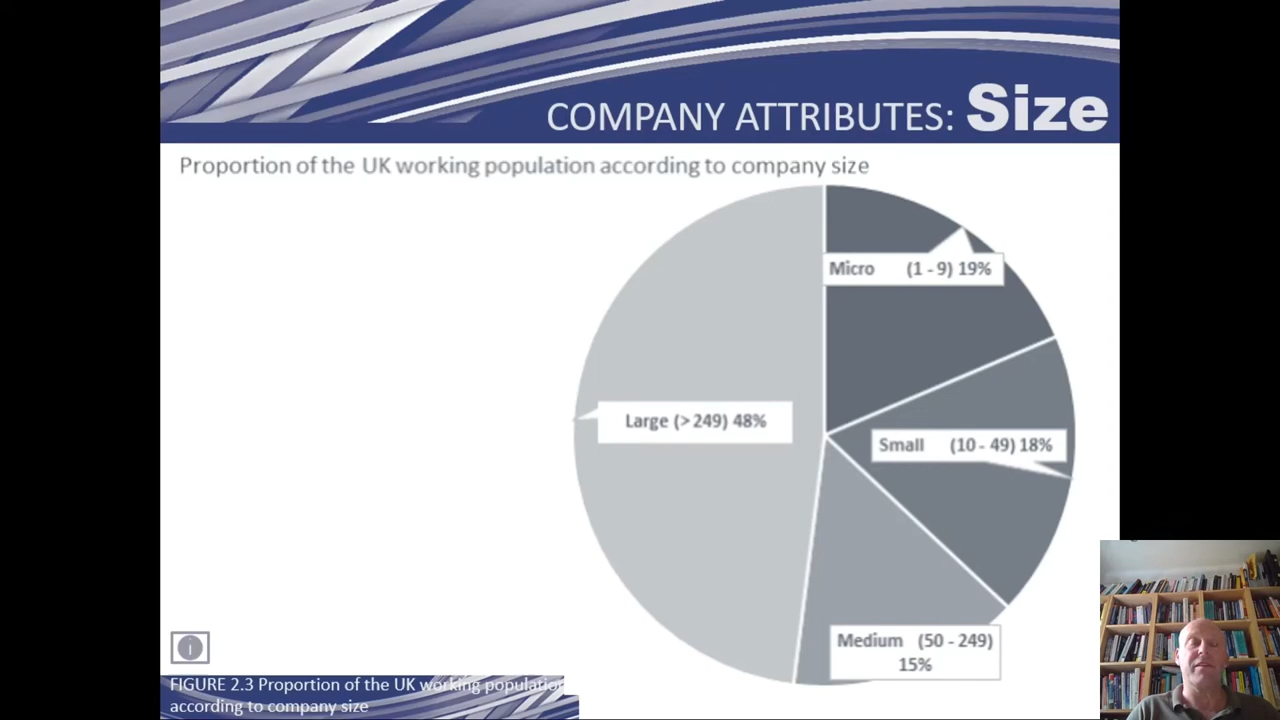 COMPANY ATTRIBUTES: Size
Proportion of the UK working population according to company size
Micro (1 - 9) 19%
Large (> 249) 48%
Small (10 - 49) 18%
Medium (50 - 249)
15%
i
FIGURE 2.3 Proportion of the UK working population
according to company size